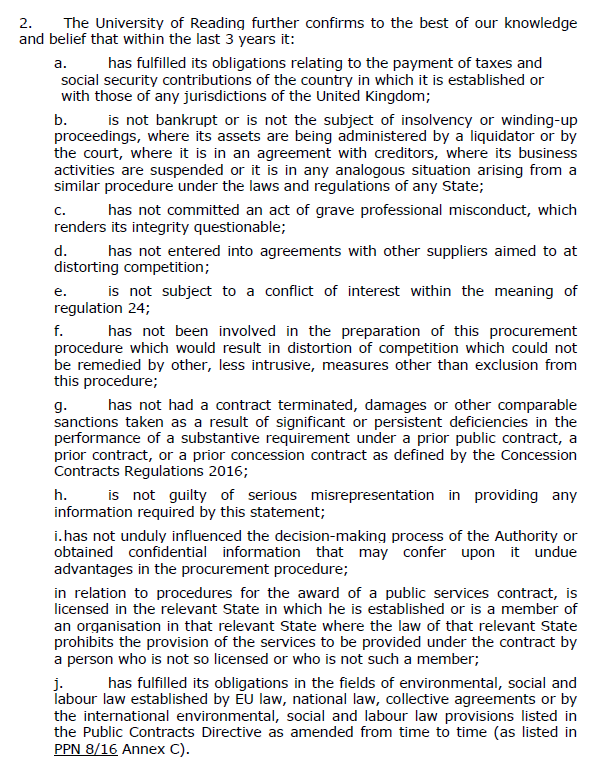 2. The University of Reading further confirms to the best of our knowledge
and belief that within the last 3 years it:
a. has fulfilled its obligations relating to the payment of taxes and
social security contributions of the country in which it is established or
with those of any jurisdictions of the United Kingdom;
b. is not bankrupt or is not the subject of insolvency or winding-up
proceedings, where its assets are being administered by a liquidator or by
the court, where it is in an agreement with creditors, where its business
activities are suspended or it is in any analogous situation arising from a
similar procedure under the laws and regulations of any State;
c. has not committed an act of grave professional misconduct, which
renders its integrity questionable;
d. has not entered into agreements with other suppliers aimed to at
distorting competition;
e. is not subject to a conflict of interest within the meaning of
regulation 24;
f. has not been involved in the preparation of this procurement
procedure which would result in distortion of competition which could not
be remedied by other, less intrusive, measures other than exclusion from
this procedure;
g. has not had a contract terminated, damages or other comparable
sanctions taken as a result of significant or persistent deficiencies in the
performance of a substantive requirement under a prior public contract, a
prior contract, or a prior concession contract as defined by the Concession
Contracts Regulations 2016;
h. is not guilty of serious misrepresentation in providing any
information required by this statement;
i. has not unduly influenced the decision-making process of the Authority or
obtained confidential information that may confer upon it undue
advantages in the procurement procedure;
in relation to procedures for the award of a public services contract, is
licensed in the relevant State in which he is established or is a member of
an organisation in that relevant State where the law of that relevant State
prohibits the provision of the services to be provided under the contract by
a person who is not so licensed or who is not such a member;
j. has fulfilled its obligations in the fields of environmental, social and
labour law established by EU law, national law, collective agreements or by
the international environmental, social and labour law provisions listed in
the Public Contracts Directive as amended from time to time (as listed in
PPN 8/16 Annex C).